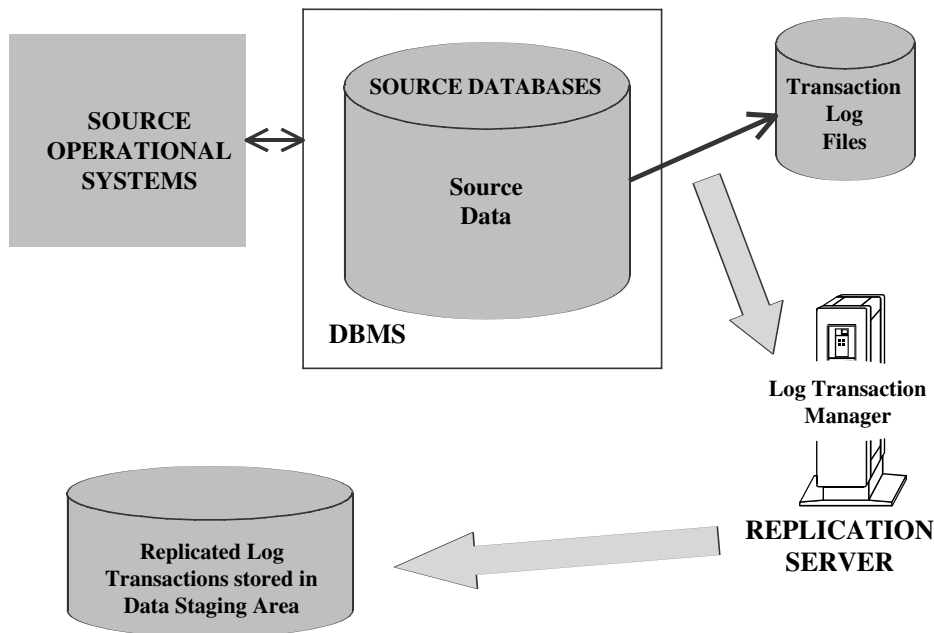 SOURCE
OPERATIONAL
SYSTEMS
SOURCE DATABASES
Source
Data
DBMS
Transaction
Log
Files
Log Transaction
Manager
REPLICATION
SERVER
Replicated Log
Transactions stored in
Data Staging Area